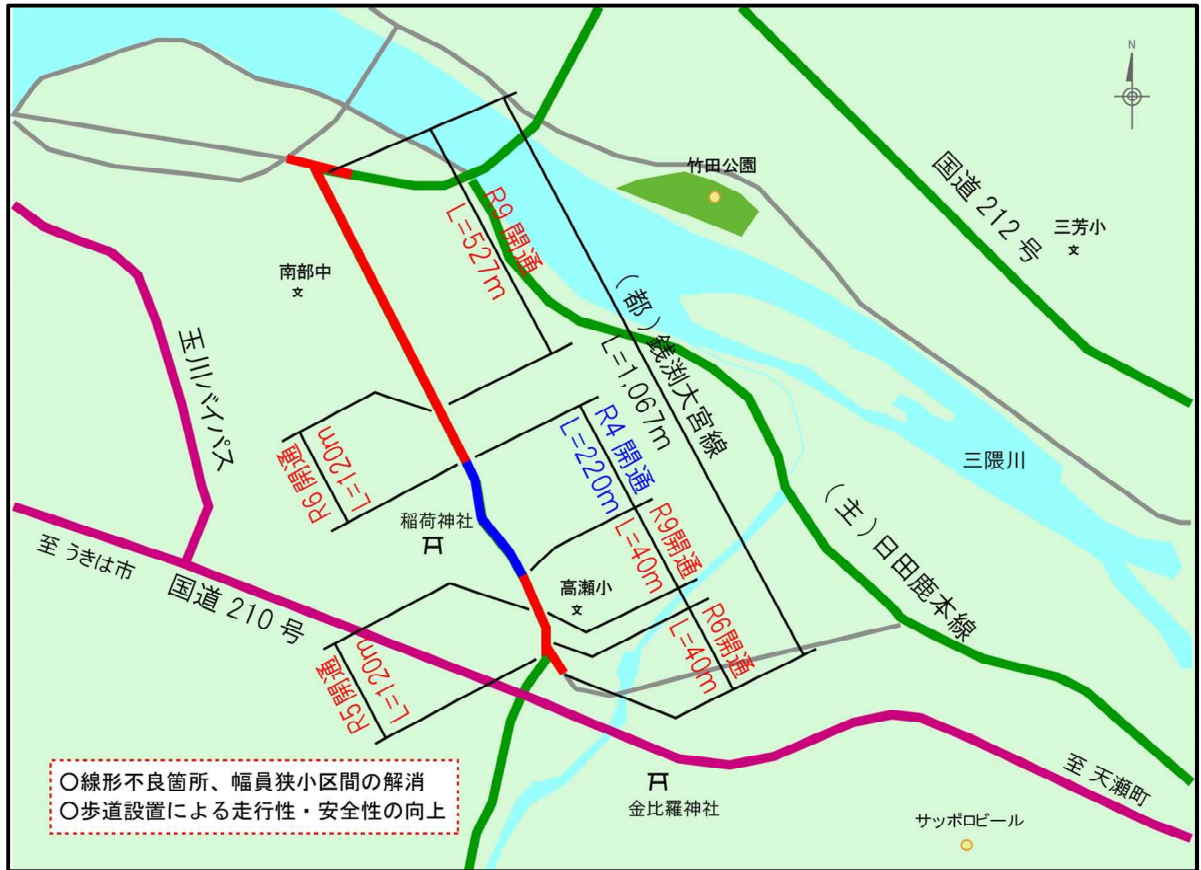 N
竹田公園
国道 212 号
三芳小
文
南部中
文
R9 開通
L=527m
(都)銭渕大宮線
L=1,067m
玉川バイパス
R6開通
L=120m
R4 開通
L=220m
三隈川
(主)日田鹿本線
稲荷神社
R9開通
L=40m
至 うきは市
国道 210 号
高瀬小
文
R6開通
L=40m
R5開通
L=120m
○線形不良箇所、幅員狭小区間の解消
○歩道設置による走行性・安全性の向上
金比羅神社
至 天瀬町
サッポロビール